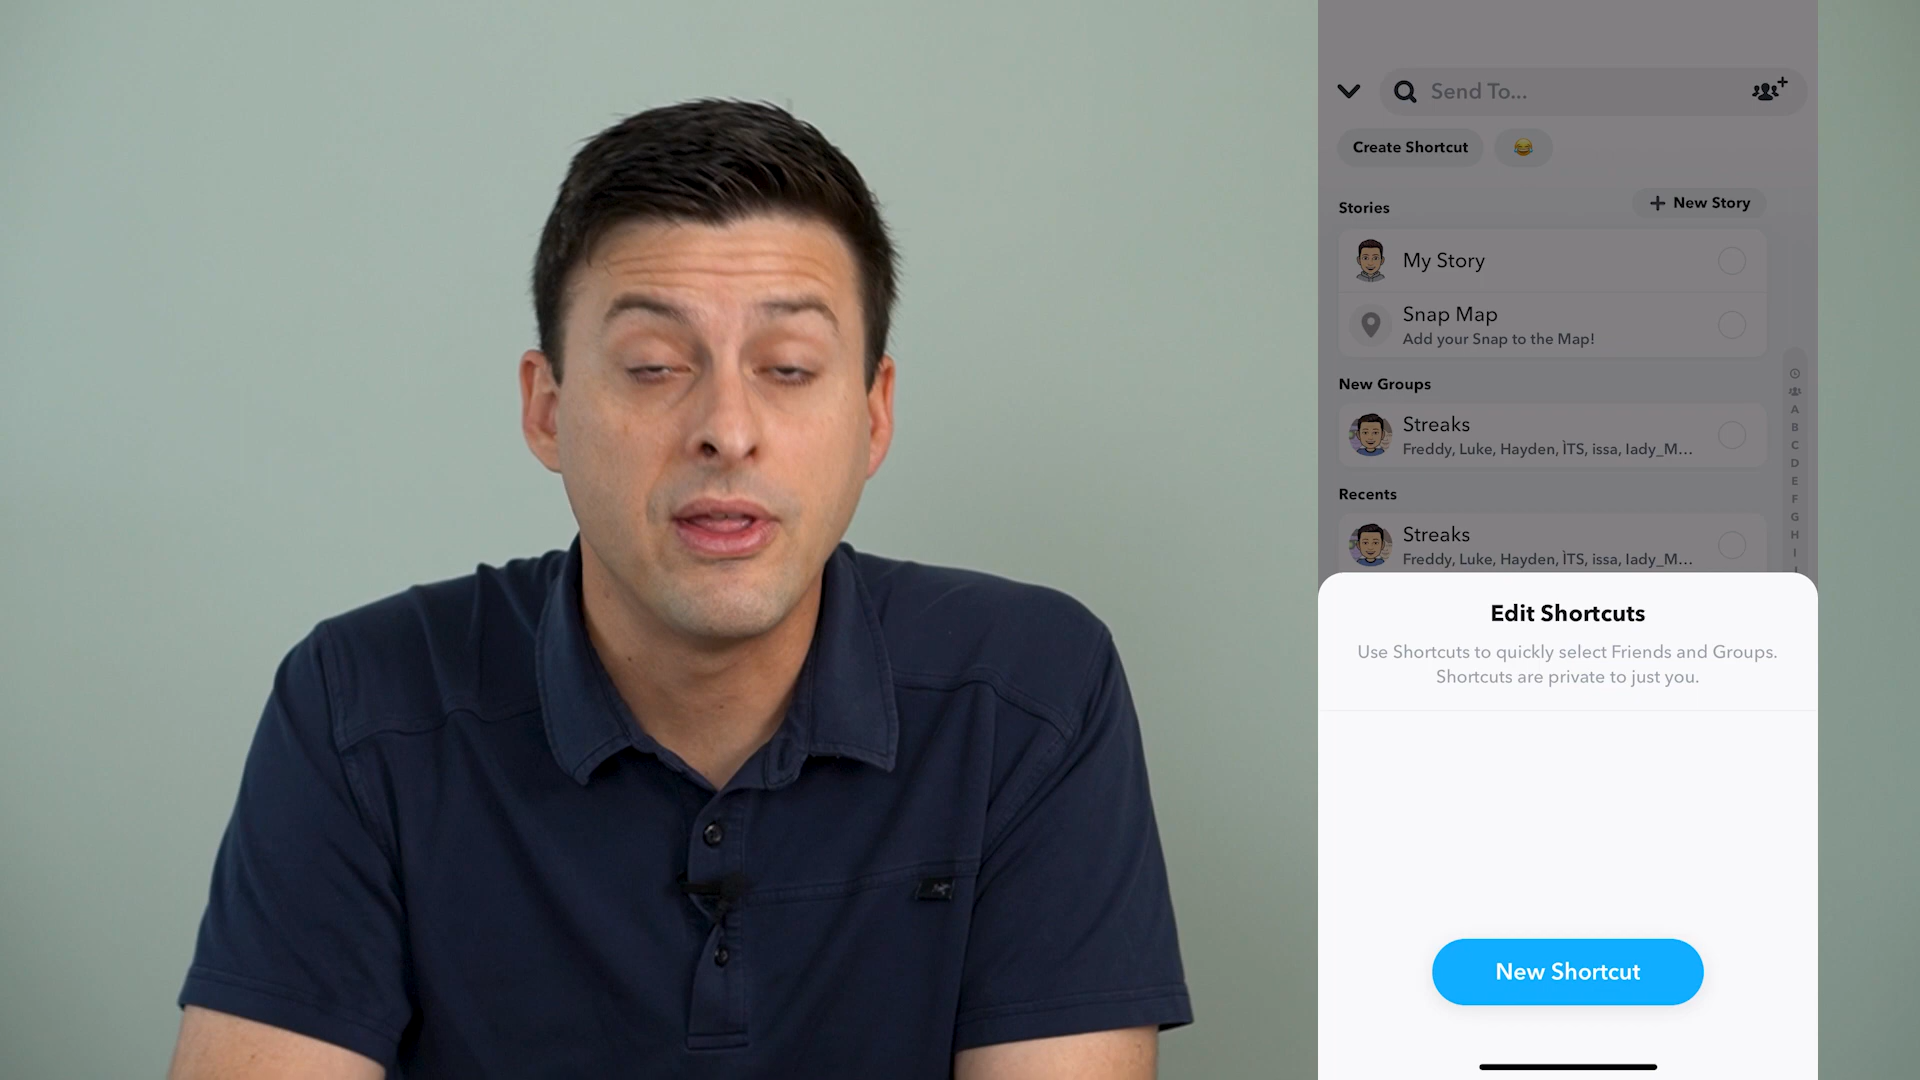 Send To...
Create Shortcut 😂
Stories
+ New Story
My Story
Snap Map
Add your Snap to the Map!
New Groups
Streaks
Freddy, Luke, Hayden, ÌTS, issa, lady_M...
Recents
Streaks
Freddy, Luke, Hayden, ÌTS, issa, lady_M...
A
B
C
D
E
F
G
H
I
Edit Shortcuts
Use Shortcuts to quickly select Friends and Groups.
Shortcuts are private to just you.
New Shortcut